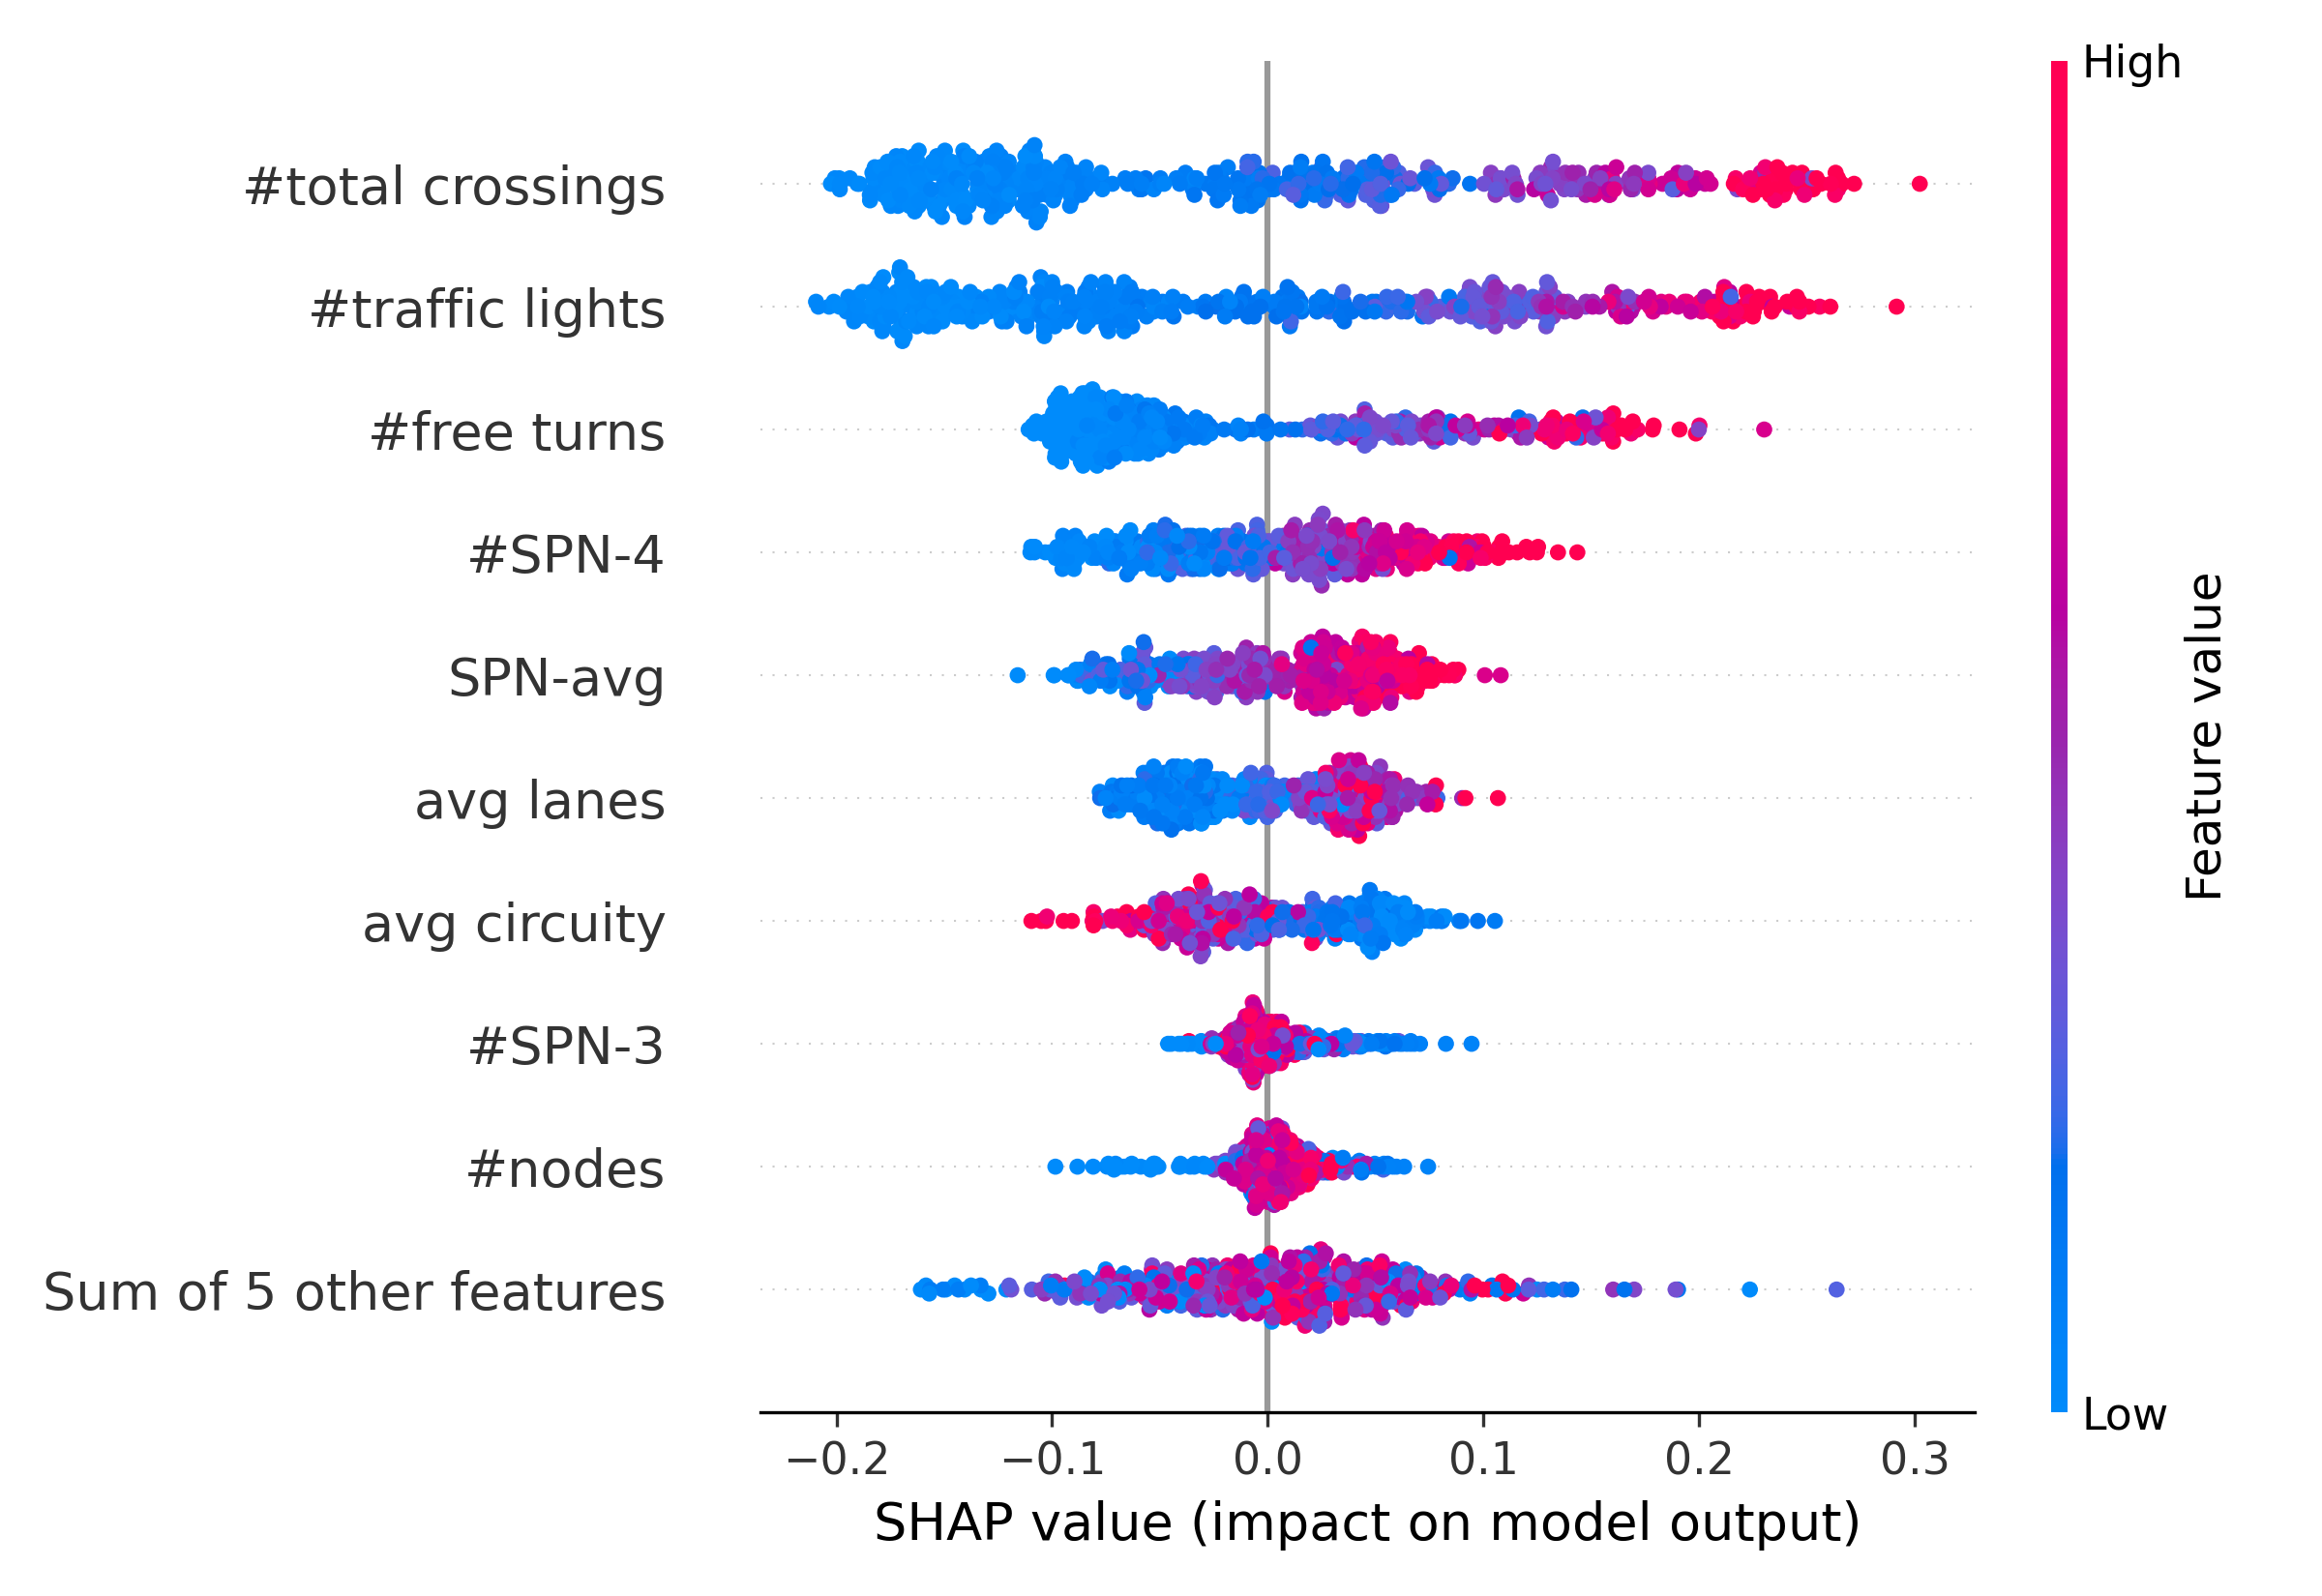 High
#total crossings
#traffic lights
#free turns
#SPN-4
SPN-avg
avg lanes
avg circuity
#SPN-3
#nodes
Sum of 5 other features
Feature value
Low
−0.2 −0.1 0.0 0.1 0.2 0.3
SHAP value (impact on model output)